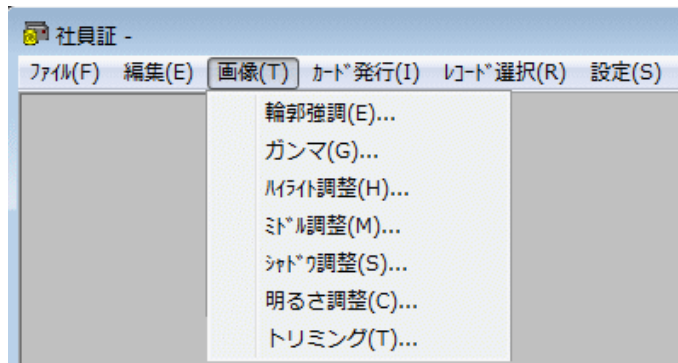 社員証 -
ﾌｧｲﾙ(F) 編集(E) 画像(T) ｶｰﾄﾞ発行(I) ﾚｺｰﾄﾞ選択(R) 設定(S)
輪郭強調(E)...
ガンマ(G)...
ﾊｲﾗｲﾄ調整(H)...
ﾐﾄﾞﾙ調整(M)...
ｼｬﾄﾞｳ調整(S)...
明るさ調整(C)...
トリミング(T)...